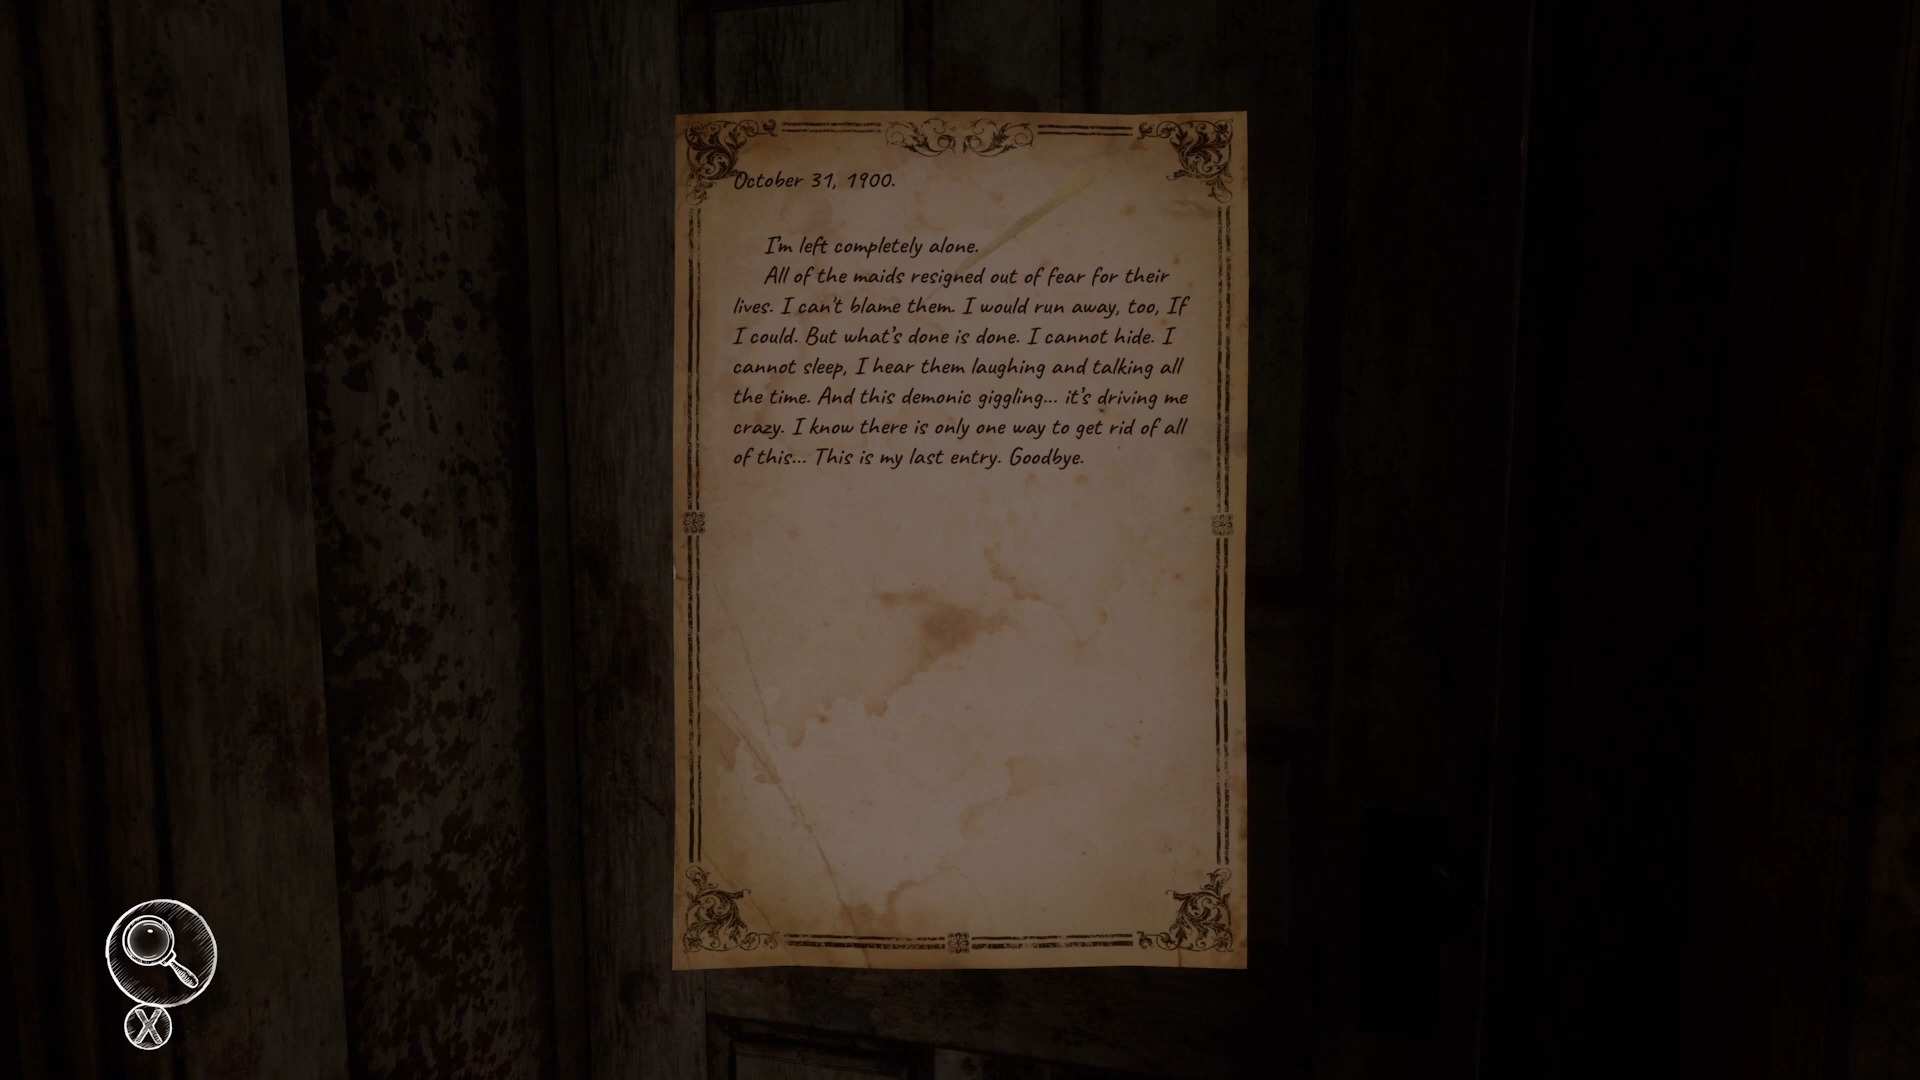 October 31, 1900.
I'm left completely alone.
All of the maids resigned out of fear for their
lives. I can't blame them. I would run away, too, If
I could. But what's done is done. I cannot hide. I
cannot sleep, I hear them laughing and talking all
the time. And this demonic giggling... it's driving me
crazy. I know there is only one way to get rid of all
of this... This is my last entry. Goodbye.
X